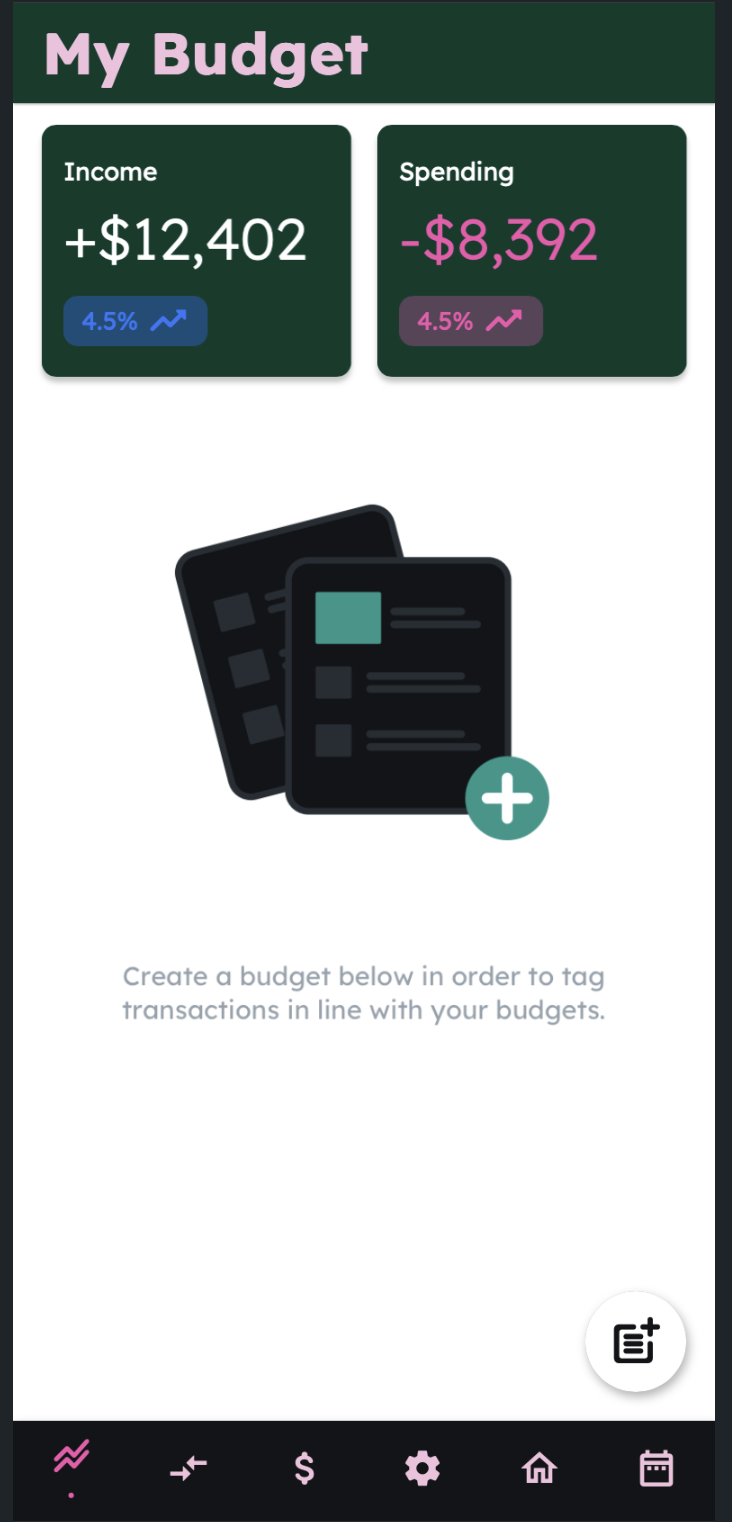 My Budget
Income
+$12,402
4.5%
Spending
-$8,392
4.5%
Create a budget below in order to tag
transactions in line with your budgets.